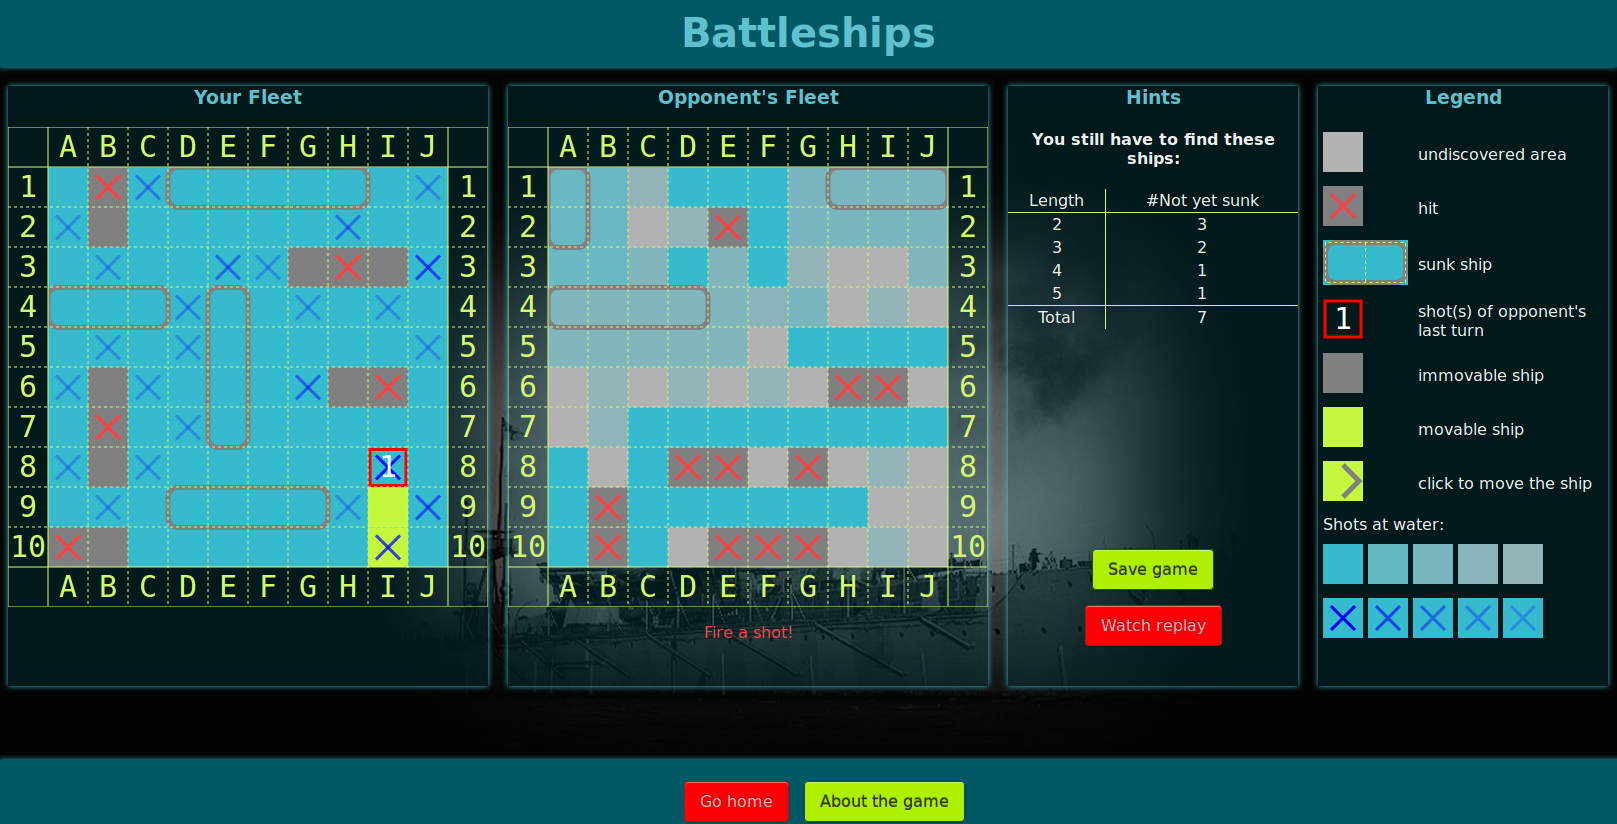 Battleships
Your Fleet
A B C D E F G H I J
1 1
2 2
3 3
4 4
5 5
6 6
7 7
8 1 8
9 9
10 10
A B C D E F G H I J
Opponent's Fleet
A B C D E F G H I J
1 1
2 2
3 3
4 4
5 5
6 6
7 7
8 8
9 9
10 10
A B C D E F G H I J
Fire a shot!
Hints
You still have to find these
ships:
Length #Not yet sunk
2 3
3 2
4 1
5 1
Total 7
Save game
Watch replay
Legend
undiscovered area
hit
sunk ship
1 shot(s) of opponent's
last turn
immovable ship
movable ship
click to move the ship
Shots at water:
Go home About the game